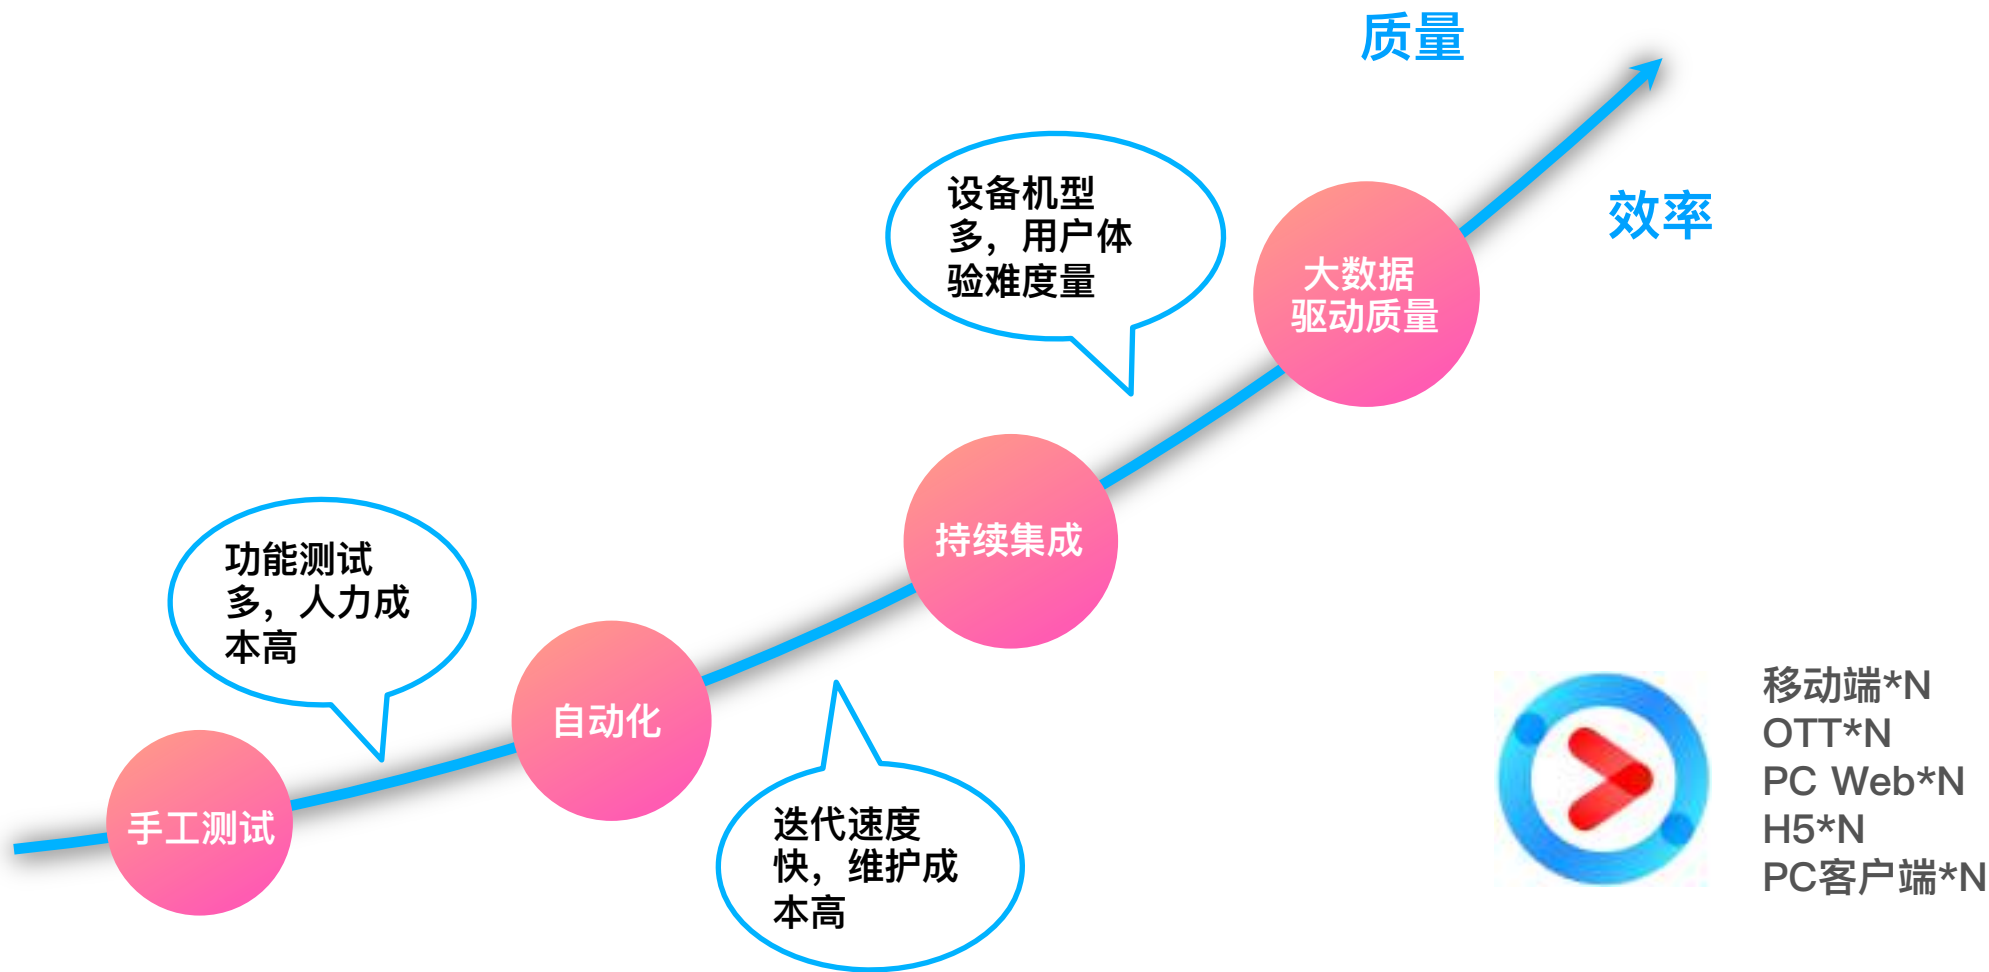 质量
效率
设备机型
多，用户体
验难度量
大数据
驱动质量
持续集成
功能测试
多，人力成
本高
自动化
手工测试
迭代速度
快，维护成
本高
移动端*N
OTT*N
PC Web*N
H5*N
PC客户端*N